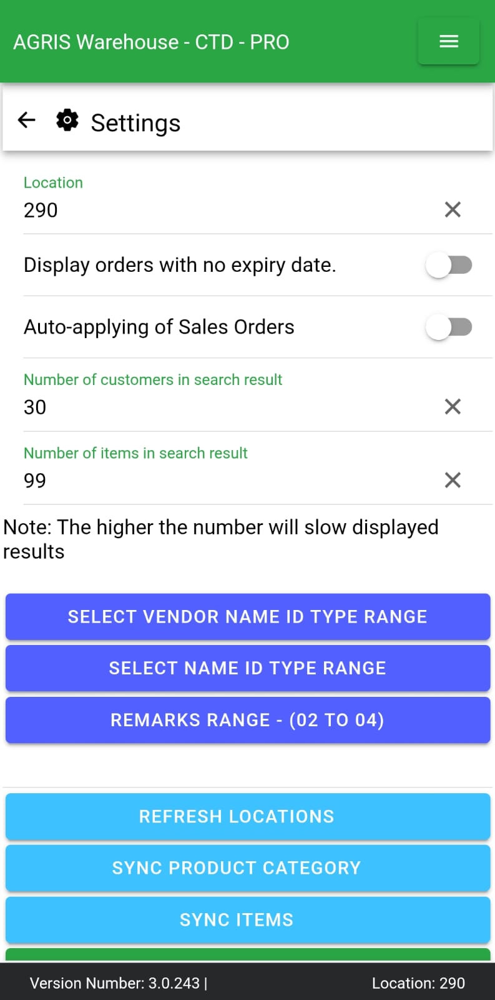 AGRIS Warehouse - CTD - PRO
Settings
Location
290
Display orders with no expiry date.
Auto-applying of Sales Orders
Number of customers in search result
30
Number of items in search result
99
Note: The higher the number will slow displayed
results
SELECT VENDOR NAME ID TYPE RANGE
SELECT NAME ID TYPE RANGE
REMARKS RANGE - (02 TO 04)
REFRESH LOCATIONS
SYNC PRODUCT CATEGORY
SYNC ITEMS
Version Number: 3.0.243 | Location: 290